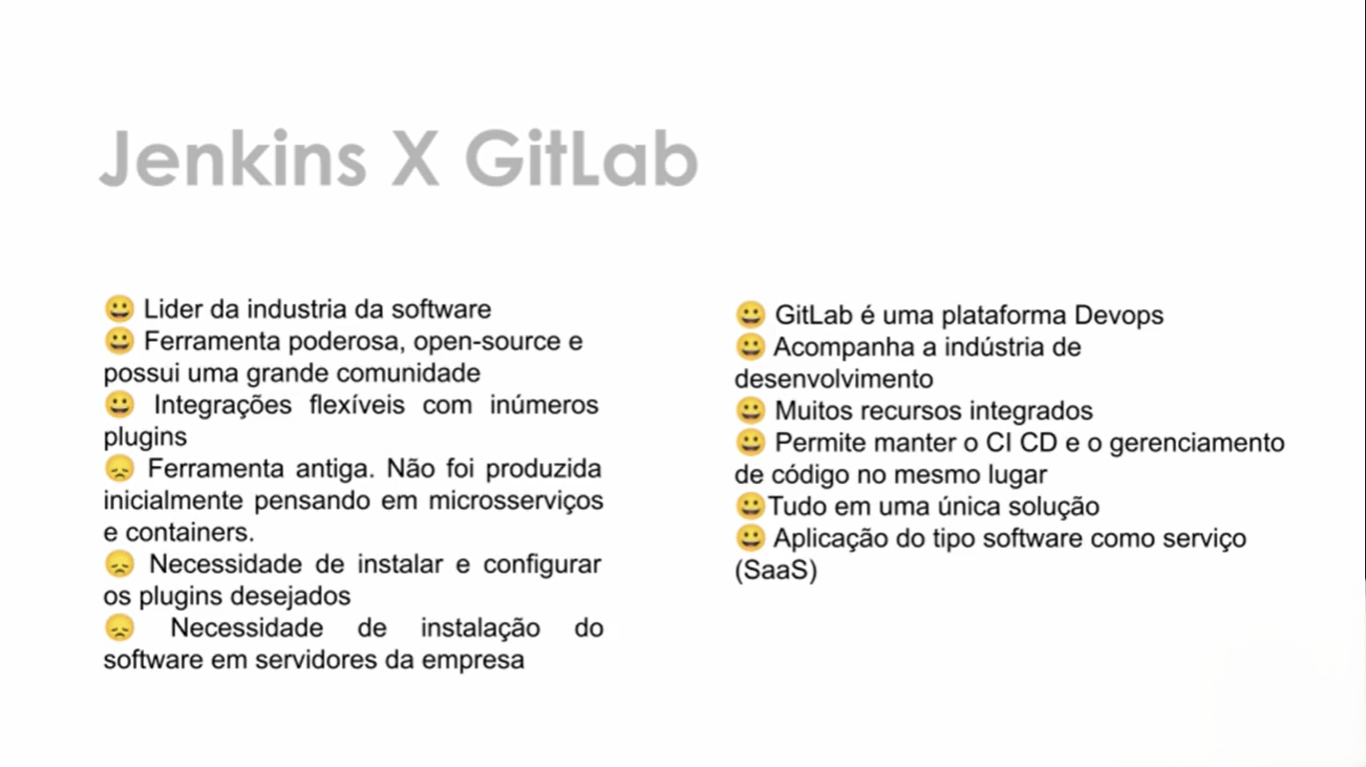 Jenkins X GitLab
😀 Lider da industria da software
😀 Ferramenta poderosa, open-source e
possui uma grande comunidade
😀 Integrações flexíveis com inúmeros
plugins
😞 Ferramenta antiga. Não foi produzida
inicialmente pensando em microsserviços
e containers.
😞 Necessidade de instalar e configurar
os plugins desejados
😞 Necessidade de instalação do
software em servidores da empresa
😀 GitLab é uma plataforma Devops
😀 Acompanha a indústria de
desenvolvimento
😀 Muitos recursos integrados
😀 Permite manter o CI CD e o gerenciamento
de código no mesmo lugar
😀Tudo em uma única solução
😀 Aplicação do tipo software como serviço
(SaaS)